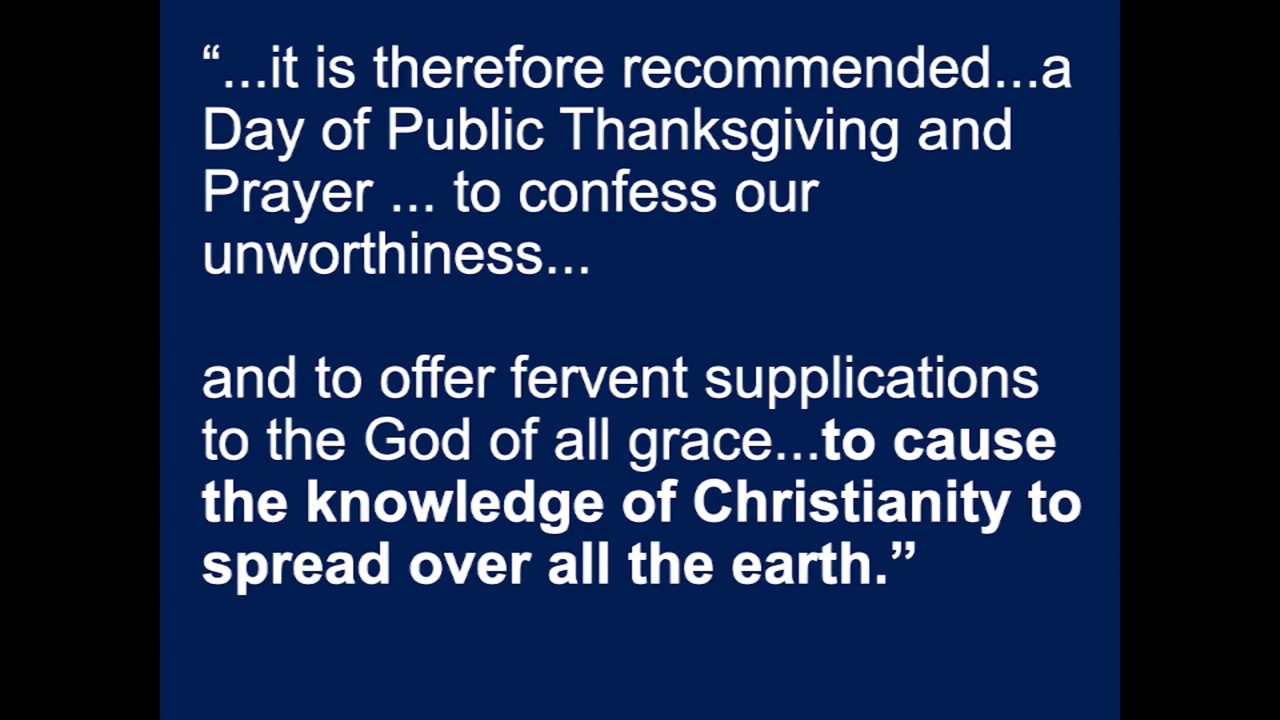 “...it is therefore recommended...a
Day of Public Thanksgiving and
Prayer ... to confess our
unworthiness...
and to offer fervent supplications
to the God of all grace...to cause
the knowledge of Christianity to
spread over all the earth.”